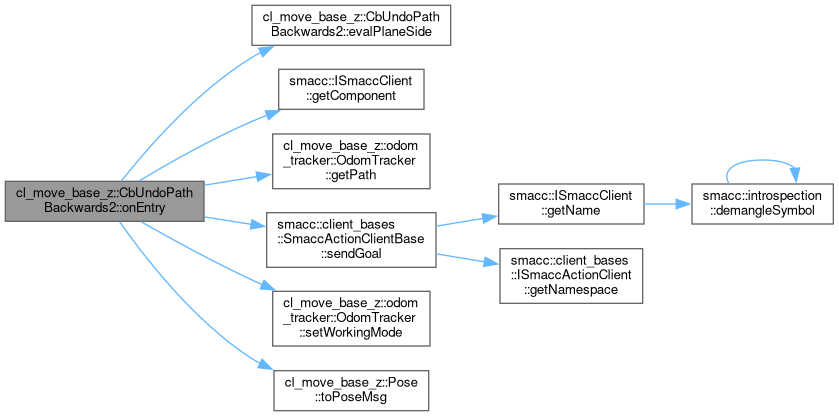 cl_move_base_z::CbUndoPath
Backwards2::evalPlaneSide
smacc::ISmaccClient
::getComponent
cl_move_base_z::odom
_tracker::OdomTracker
::getPath
cl_move_base_z::CbUndoPath
Backwards2::onEntry
smacc::client_bases
::SmaccActionClientBase
::sendGoal
smacc::ISmaccClient
::getName
smacc::introspection
::demangleSymbol
smacc::client_bases
::ISmaccActionClient
::getNamespace
cl_move_base_z::odom
_tracker::OdomTracker
::setWorkingMode
cl_move_base_z::Pose
::toPoseMsg